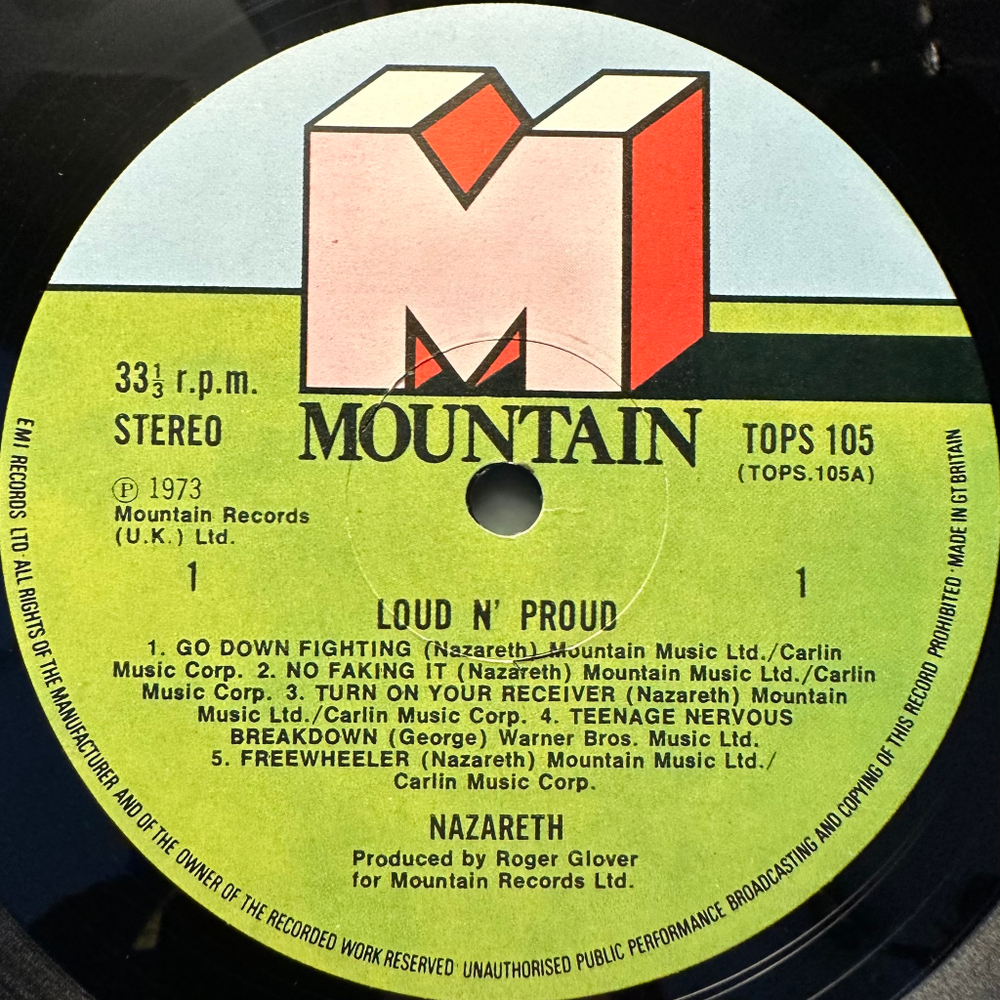 M
33⅓ r.p.m.
STEREO
MOUNTAIN
TOPS 105
(TOPS.105A)
Ⓟ 1973
Mountain Records
(U.K.) Ltd.
1
1
LOUD N' PROUD
1. GO DOWN FIGHTING (Nazareth) Mountain Music Ltd./Carlin
Music Corp. 2. NO FAKING IT (Nazareth) Mountain Music Ltd./Carlin
Music Corp. 3. TURN ON YOUR RECEIVER (Nazareth) Mountain
Music Ltd./Carlin Music Corp. 4. TEENAGE NERVOUS
BREAKDOWN (George) Warner Bros. Music Ltd.
5. FREEWHEELER (Nazareth) Mountain Music Ltd./
Carlin Music Corp.
NAZARETH
Produced by Roger Glover
for Mountain Records Ltd.
EMI RECORDS LTD · ALL RIGHTS OF THE MANUFACTURER AND OF THE OWNER OF THE RECORDED WORK RESERVED · UNAUTHORISED PUBLIC PERFORMANCE BROADCASTING AND COPYING OF THIS RECORD PROHIBITED · MADE IN GT BRITAIN